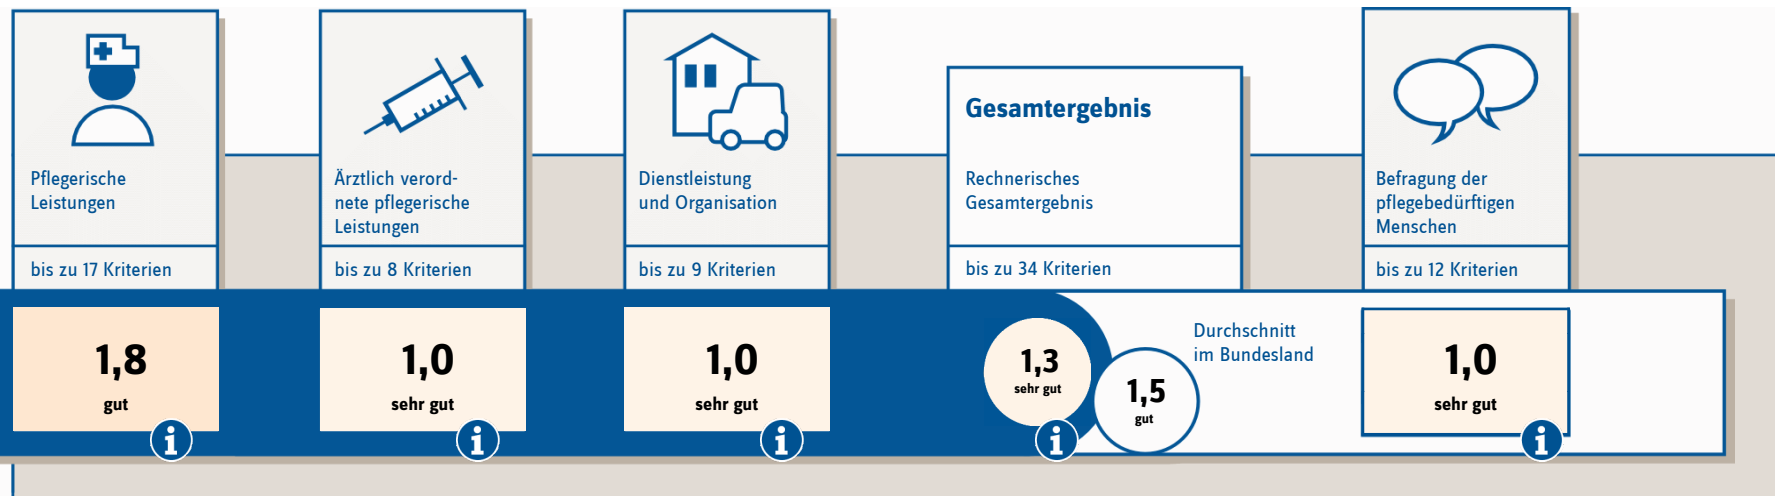 Pflegerische
Leistungen
bis zu 17 Kriterien
1,8
gut
i
Ärztlich verord-
nete pflegerische
Leistungen
bis zu 8 Kriterien
1,0
sehr gut
i
Dienstleistung
und Organisation
bis zu 9 Kriterien
1,0
sehr gut
i
Gesamtergebnis
Rechnerisches
Gesamtergebnis
bis zu 34 Kriterien
1,3
sehr gut
i
1,5
gut
Durchschnitt
im Bundesland
Befragung der
pflegebedürftigen
Menschen
bis zu 12 Kriterien
1,0
sehr gut
i